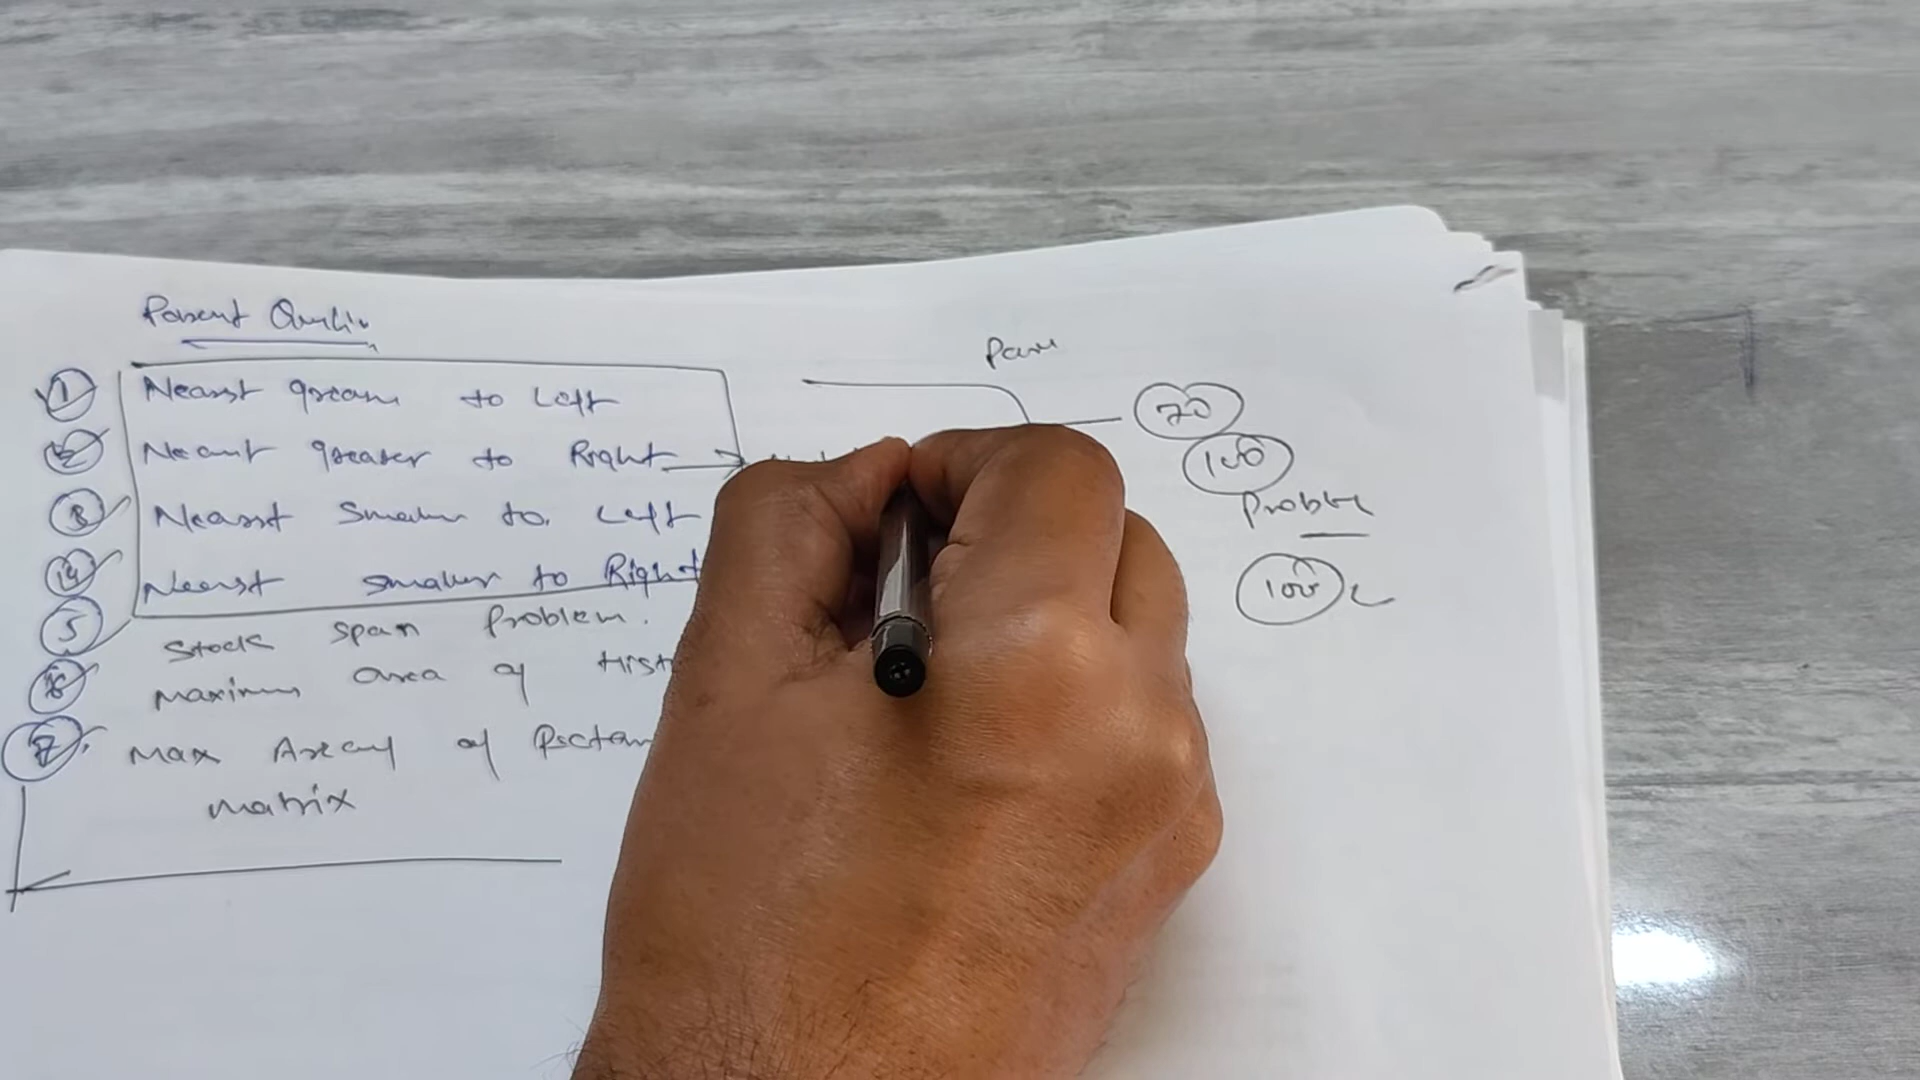 Parent Question
1 Nearest greater to Left
2 Nearest greater to Right
3 Nearest smaller to Left
4 Nearest smaller to Right
5 Stock span Problem.
6 Maximum area of Hist
7. Max Area of Rectan
matrix
Pare
20
100
Problem
100